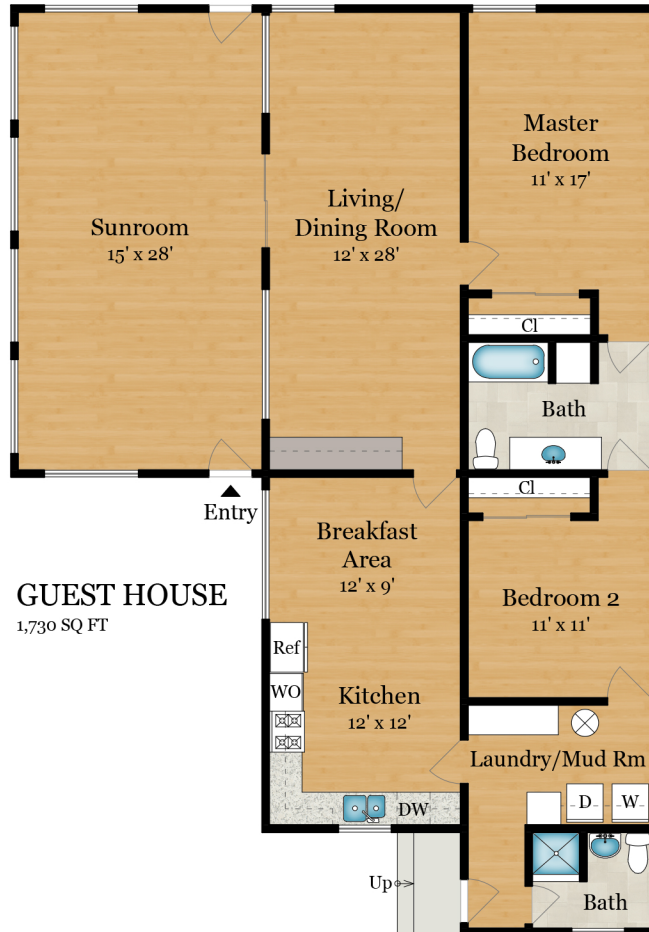 Master
Bedroom
11' x 17'
Sunroom
15' x 28'
Living/
Dining Room
12' x 28'
Cl
Bath
Cl
Entry
Breakfast
Area
12' x 9'
GUEST HOUSE
1,730 SQ FT
Bedroom 2
11' x 11'
Ref
WO
Kitchen
12' x 12'
Laundry/Mud Rm
DW
D
W
Up
Bath